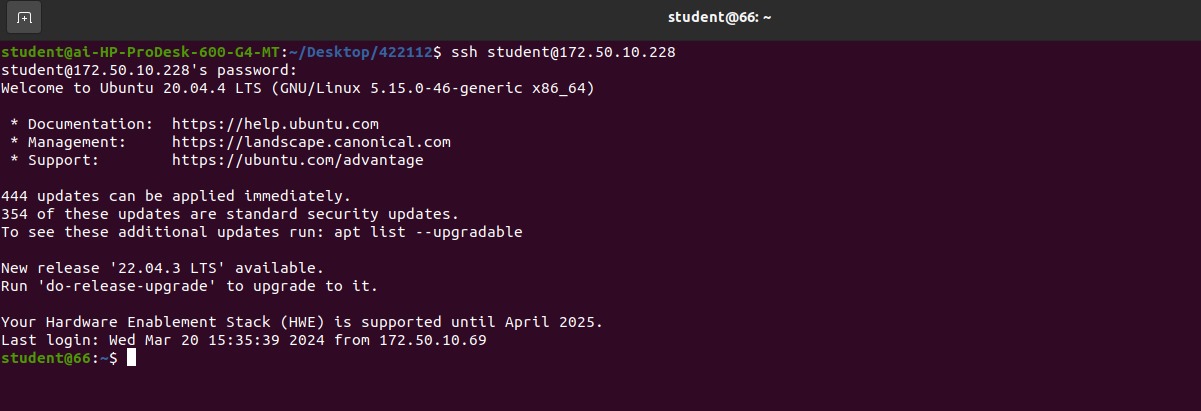 student@66: ~
student@ai-HP-ProDesk-600-G4-MT:~/Desktop/422112$ ssh student@172.50.10.228
student@172.50.10.228's password:
Welcome to Ubuntu 20.04.4 LTS (GNU/Linux 5.15.0-46-generic x86_64)
* Documentation:  https://help.ubuntu.com
* Management:     https://landscape.canonical.com
* Support:        https://ubuntu.com/advantage
444 updates can be applied immediately.
354 of these updates are standard security updates.
To see these additional updates run: apt list --upgradable
New release '22.04.3 LTS' available.
Run 'do-release-upgrade' to upgrade to it.
Your Hardware Enablement Stack (HWE) is supported until April 2025.
Last login: Wed Mar 20 15:35:39 2024 from 172.50.10.69
student@66:~$